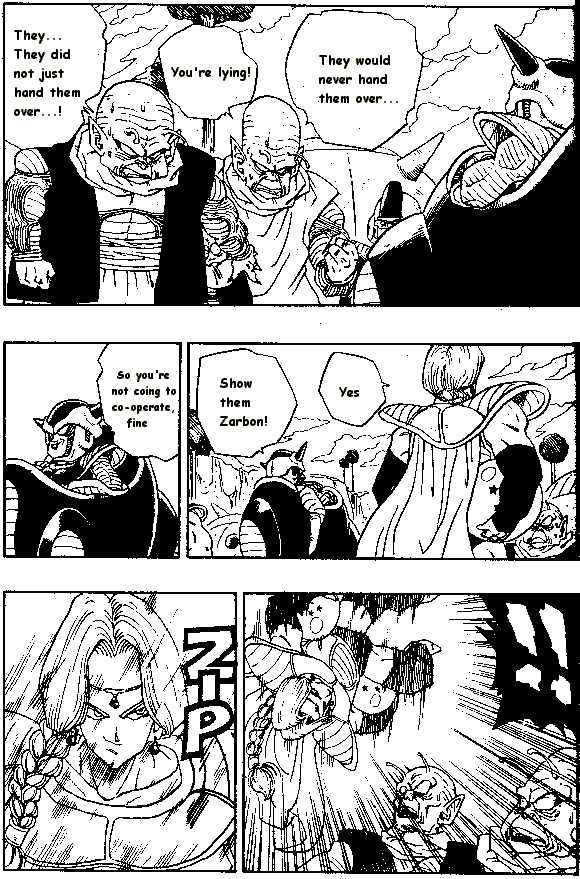 They...
They did
not just
hand them
over...!
You're lying!
They would
never hand
them over...
So you're
not coing to
co-operate,
fine
Show
them
Zarbon!
Yes
ZIP